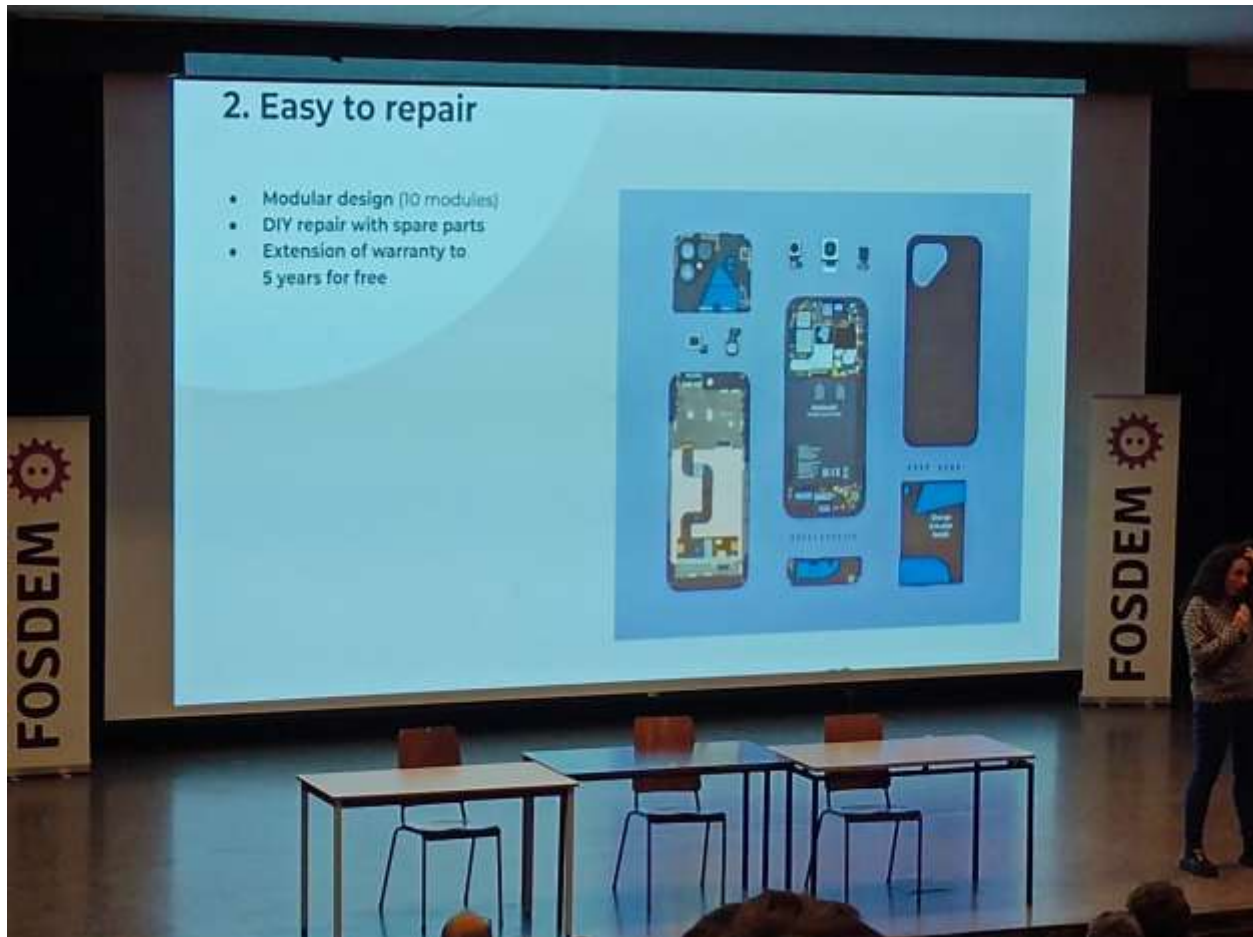 2. Easy to repair
• Modular design (10 modules)
• DIY repair with spare parts
• Extension of warranty to
5 years for free
FOSDEM
FOSDEM